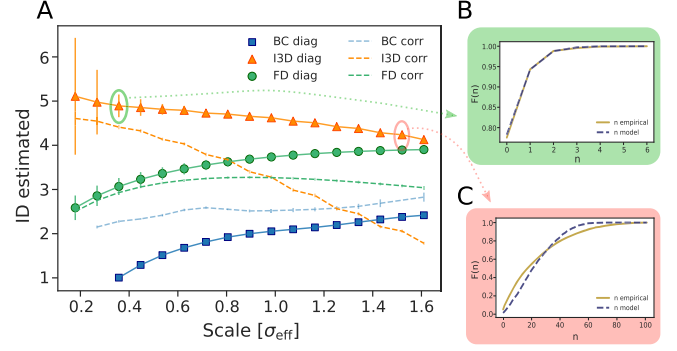 A
BC diag
I3D diag
FD diag
BC corr
I3D corr
FD corr
ID estimated
7
6
5
4
3
2
1
0.2 0.4 0.6 0.8 1.0 1.2 1.4 1.6
Scale [σeff]
B
F(n)
1.00
0.95
0.90
0.85
0.80
n empirical
n model
0 1 2 3 4 5 6
n
C
F(n)
1.0
0.8
0.6
0.4
0.2
0.0
n empirical
n model
0 20 40 60 80 100
n